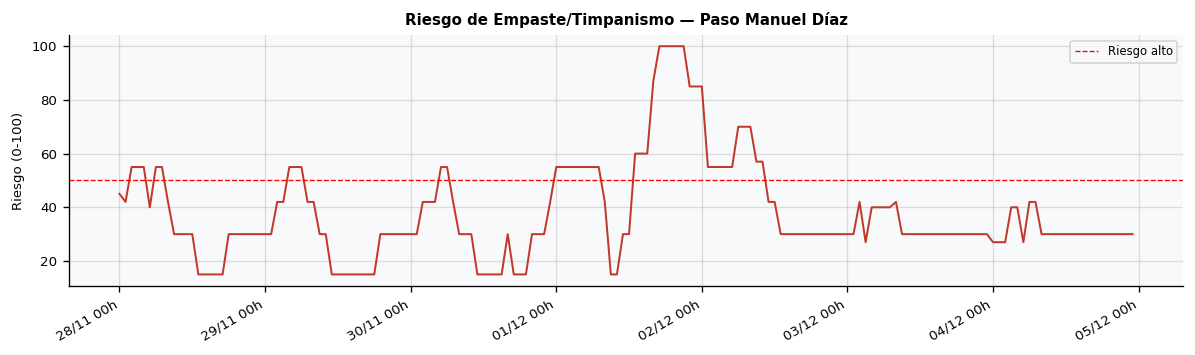 Riesgo de Empaste/Timpanismo — Paso Manuel Díaz
Riesgo alto
Riesgo (0-100)
100
80
60
40
20
28/11 00h
29/11 00h
30/11 00h
01/12 00h
02/12 00h
03/12 00h
04/12 00h
05/12 00h